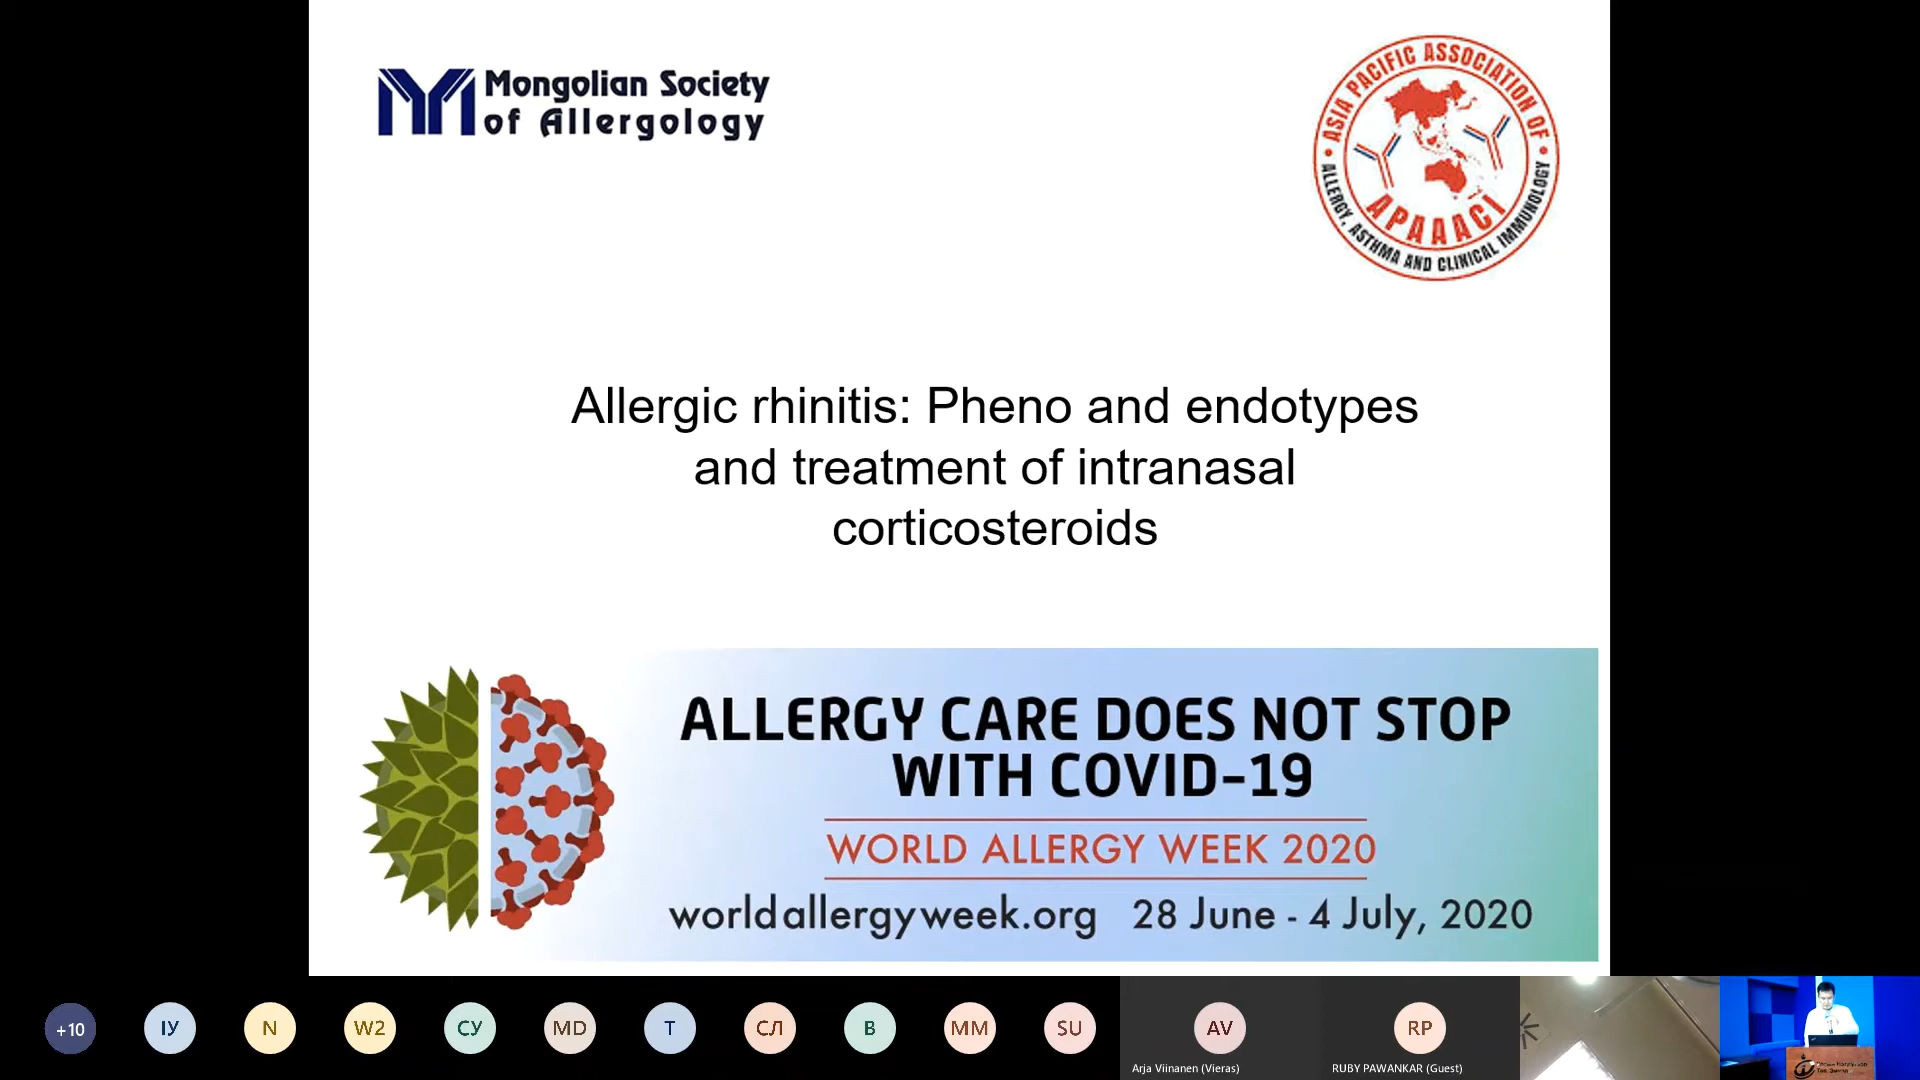 Mongolian Society
of Allergology
ASIA PACIFIC ASSOCIATION OF
ALLERGY, ASTHMA AND CLINICAL IMMUNOLOGY
APAAACI
Allergic rhinitis: Pheno and endotypes
and treatment of intranasal
corticosteroids
ALLERGY CARE DOES NOT STOP
WITH COVID-19
WORLD ALLERGY WEEK 2020
worldallergyweek.org 28 June - 4 July, 2020
+10
ІУ
N
W2
СУ
MD
T
СЛ
B
MM
SU
AV
RP
Arja Viinanen (Vieras)
RUBY PAWANKAR (Guest)